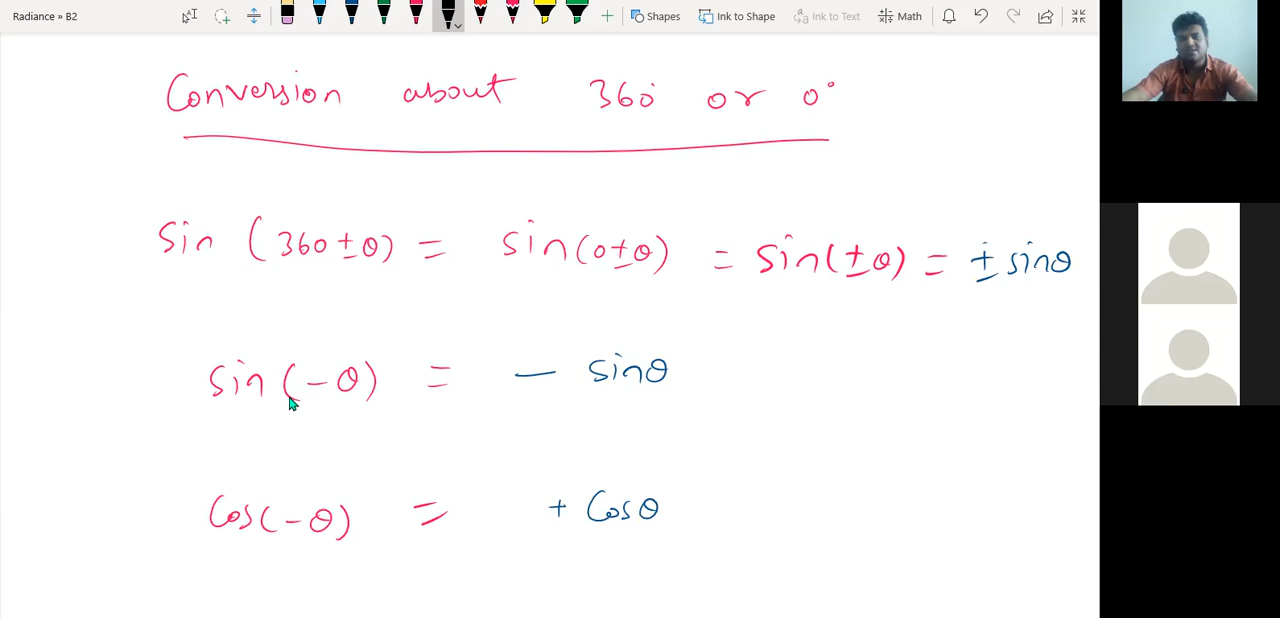 Radiance » B2
Shapes Ink to Shape Ink to Text Math
Conversion about 360° or 0°
Sin (360±θ) = Sin(0±θ) = Sin(±θ) = ± sinθ
Sin(-θ) = - sinθ
Cos(-θ) = + Cosθ